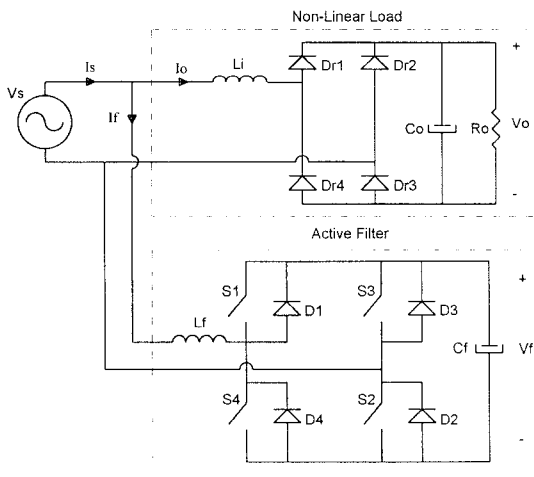 Non-Linear Load
Is
Io
Li
Dr1
Dr2
+
Vs
If
Co
Ro
Vo
Dr4
Dr3
-
Active Filter
S1
S3
+
D1
D3
Lf
Cf
Vf
S4
S2
D4
D2
-